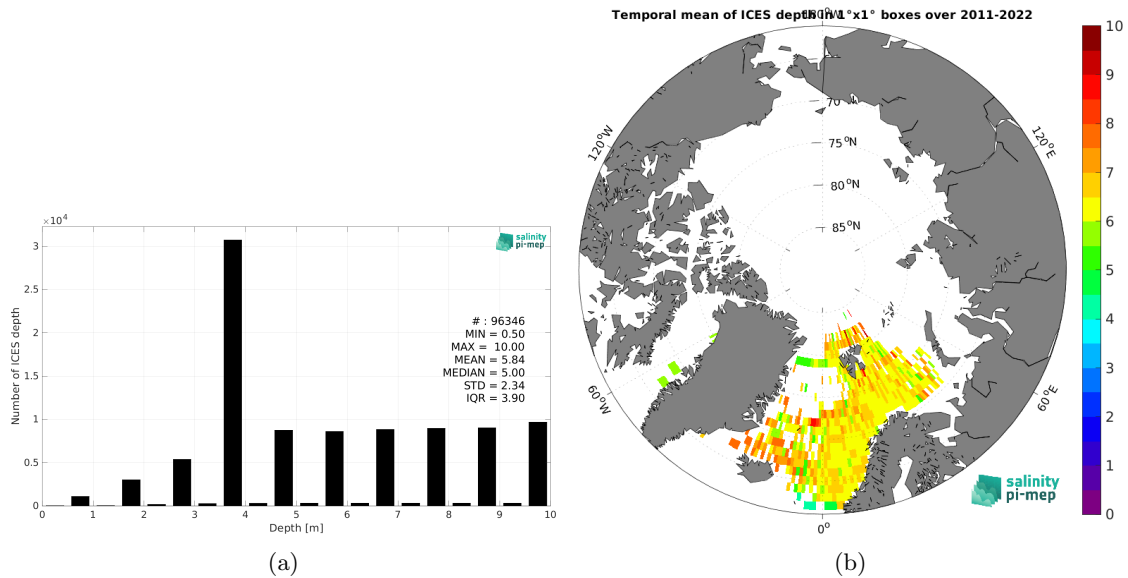 Temporal mean of ICES depth in 1°x1° boxes over 2011-2022
180°W
120°W
120°E
70°N
75°N
80°N
85°N
60°W
60°E
0°
10
9
8
7
6
5
4
3
2
1
0
salinity
pi-mep
×10⁴
3
2.5
2
1.5
1
0.5
0
Number of ICES depth
salinity
pi-mep
# : 96346
MIN = 0.50
MAX = 10.00
MEAN = 5.84
MEDIAN = 5.00
STD = 2.34
IQR = 3.90
0 1 2 3 4 5 6 7 8 9 10
Depth [m]
(a)
(b)